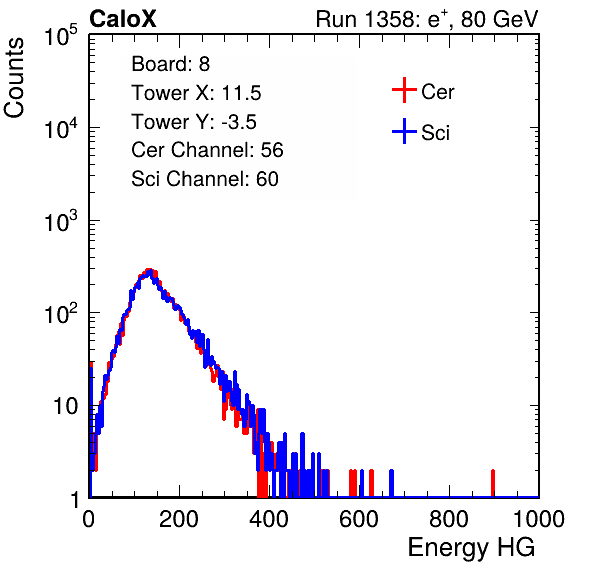 CaloX Run 1358: e+, 80 GeV
Counts
10^5
10^4
10^3
10^2
10
1
Board: 8
Tower X: 11.5
Tower Y: -3.5
Cer Channel: 56
Sci Channel: 60
Cer
Sci
0 200 400 600 800 1000
Energy HG